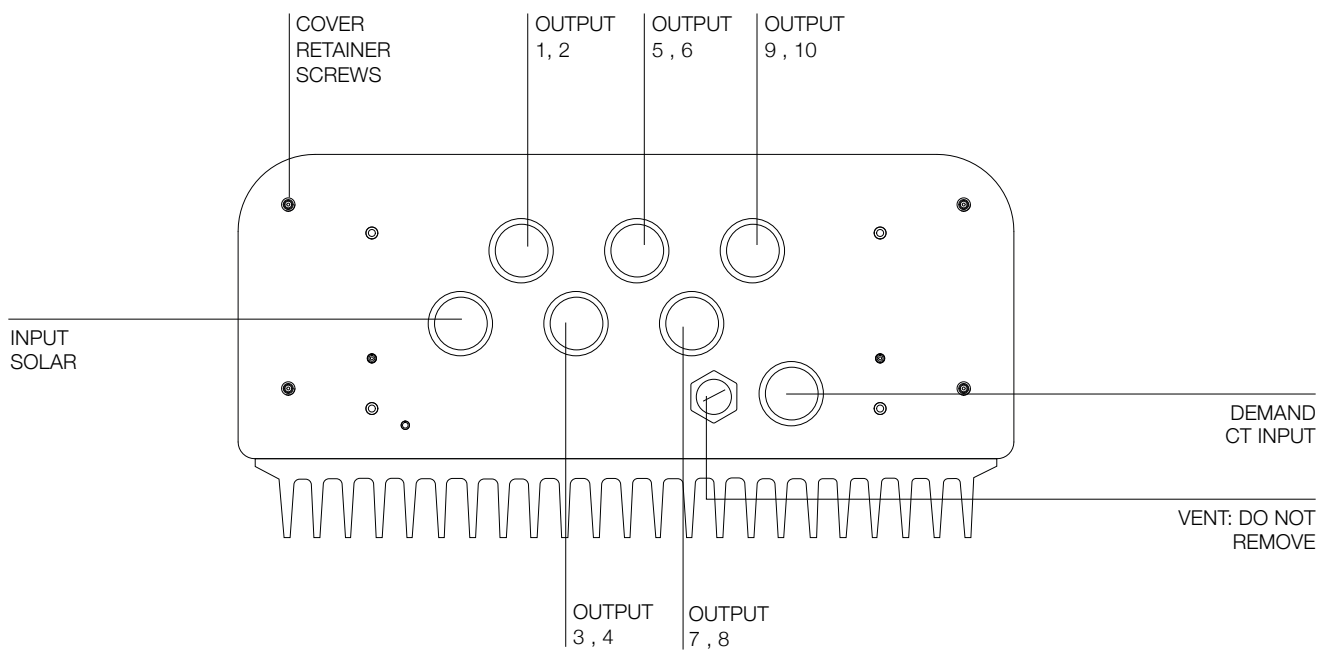 COVER
RETAINER
SCREWS
OUTPUT
1, 2
OUTPUT
5 , 6
OUTPUT
9 , 10
INPUT
SOLAR
DEMAND
CT INPUT
VENT: DO NOT
REMOVE
OUTPUT
3 , 4
OUTPUT
7 , 8